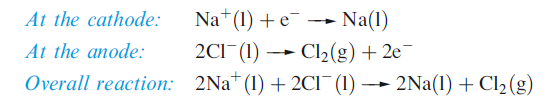 At the cathode: Na⁺(l) + e⁻ ⟶ Na(l)
At the anode: 2Cl⁻(l) ⟶ Cl₂(g) + 2e⁻
Overall reaction: 2Na⁺(l) + 2Cl⁻(l) ⟶ 2Na(l) + Cl₂(g)